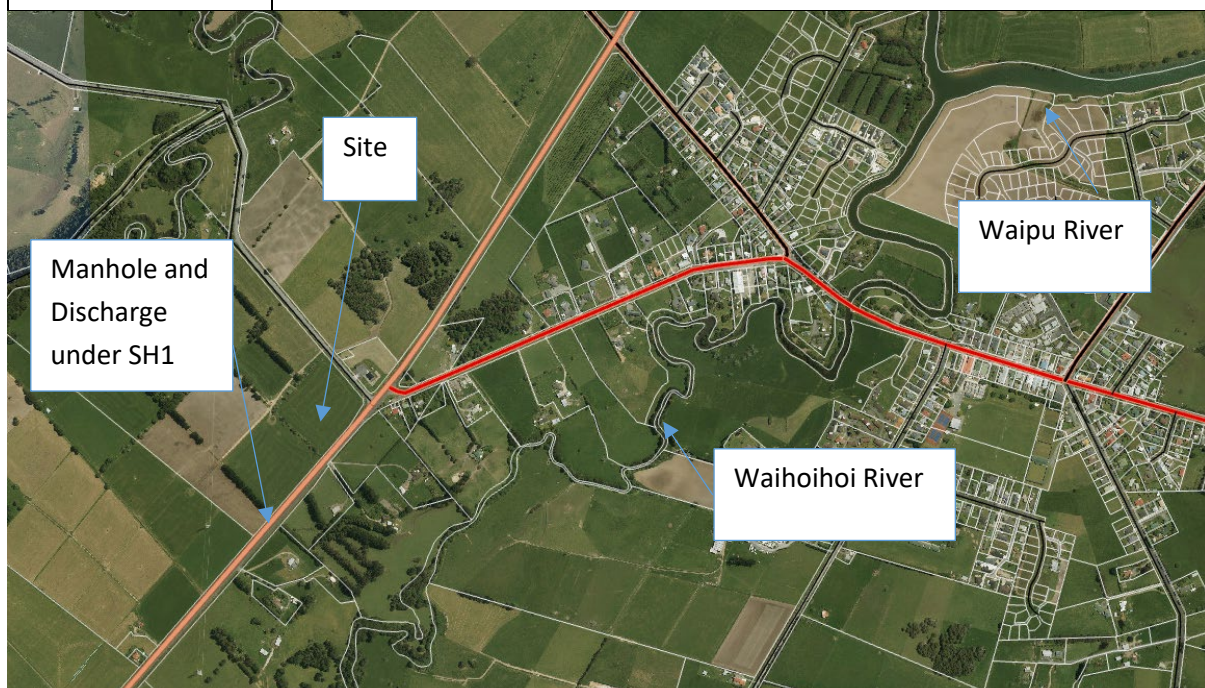 Site
Manhole and
Discharge
under SH1
Waipu River
Waihoihoi River